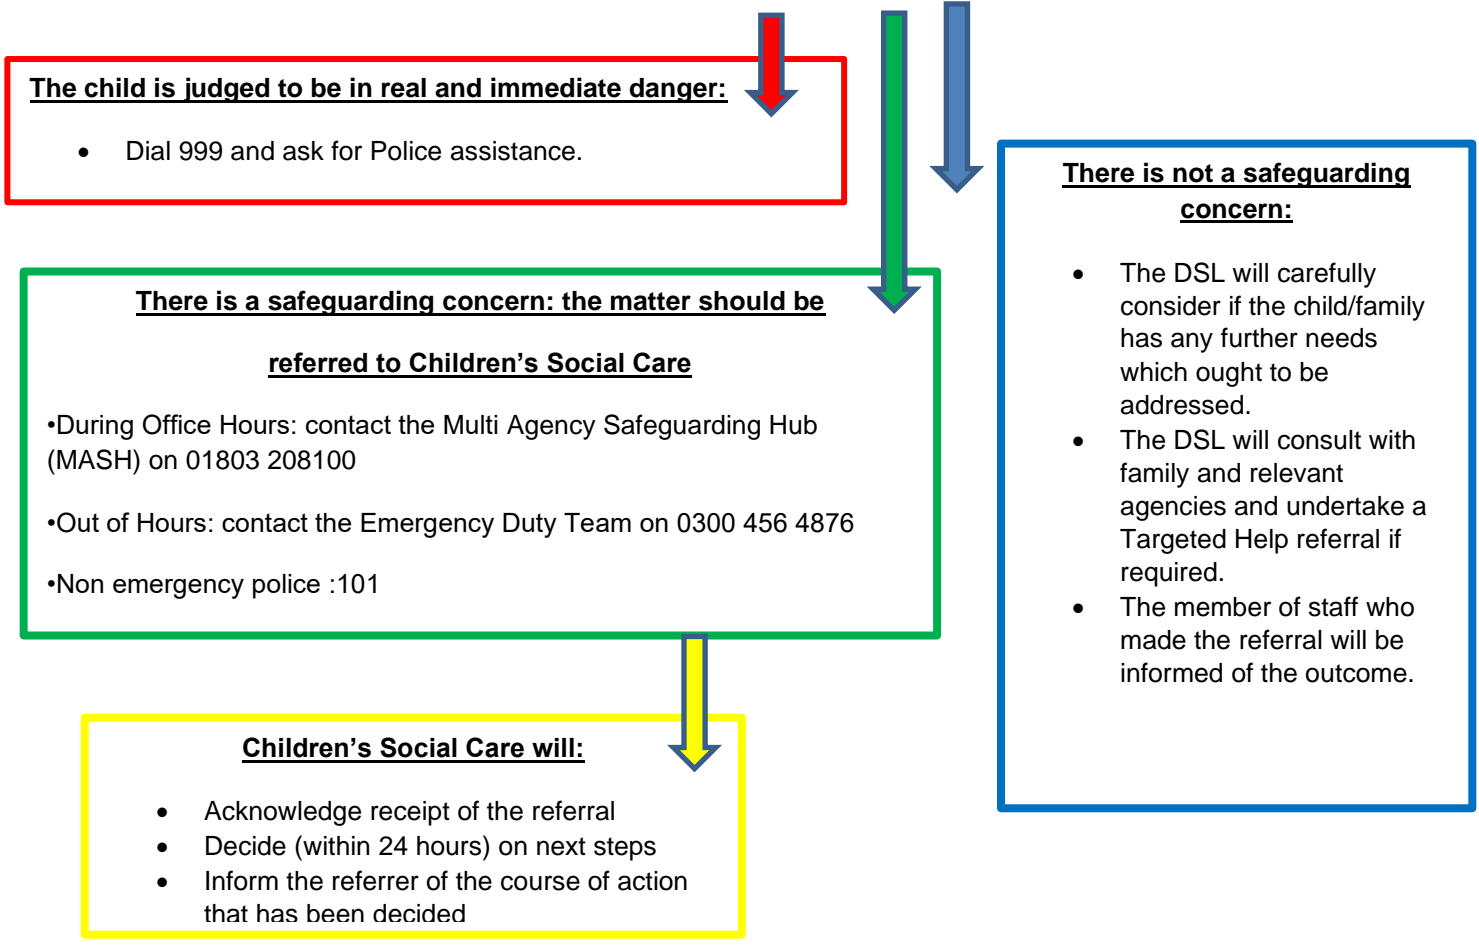 The child is judged to be in real and immediate danger:
• Dial 999 and ask for Police assistance.
There is a safeguarding concern: the matter should be
referred to Children’s Social Care
•During Office Hours: contact the Multi Agency Safeguarding Hub
(MASH) on 01803 208100
•Out of Hours: contact the Emergency Duty Team on 0300 456 4876
•Non emergency police :101
Children’s Social Care will:
• Acknowledge receipt of the referral
• Decide (within 24 hours) on next steps
• Inform the referrer of the course of action
that has been decided
There is not a safeguarding
concern:
• The DSL will carefully
consider if the child/family
has any further needs
which ought to be
addressed.
• The DSL will consult with
family and relevant
agencies and undertake a
Targeted Help referral if
required.
• The member of staff who
made the referral will be
informed of the outcome.